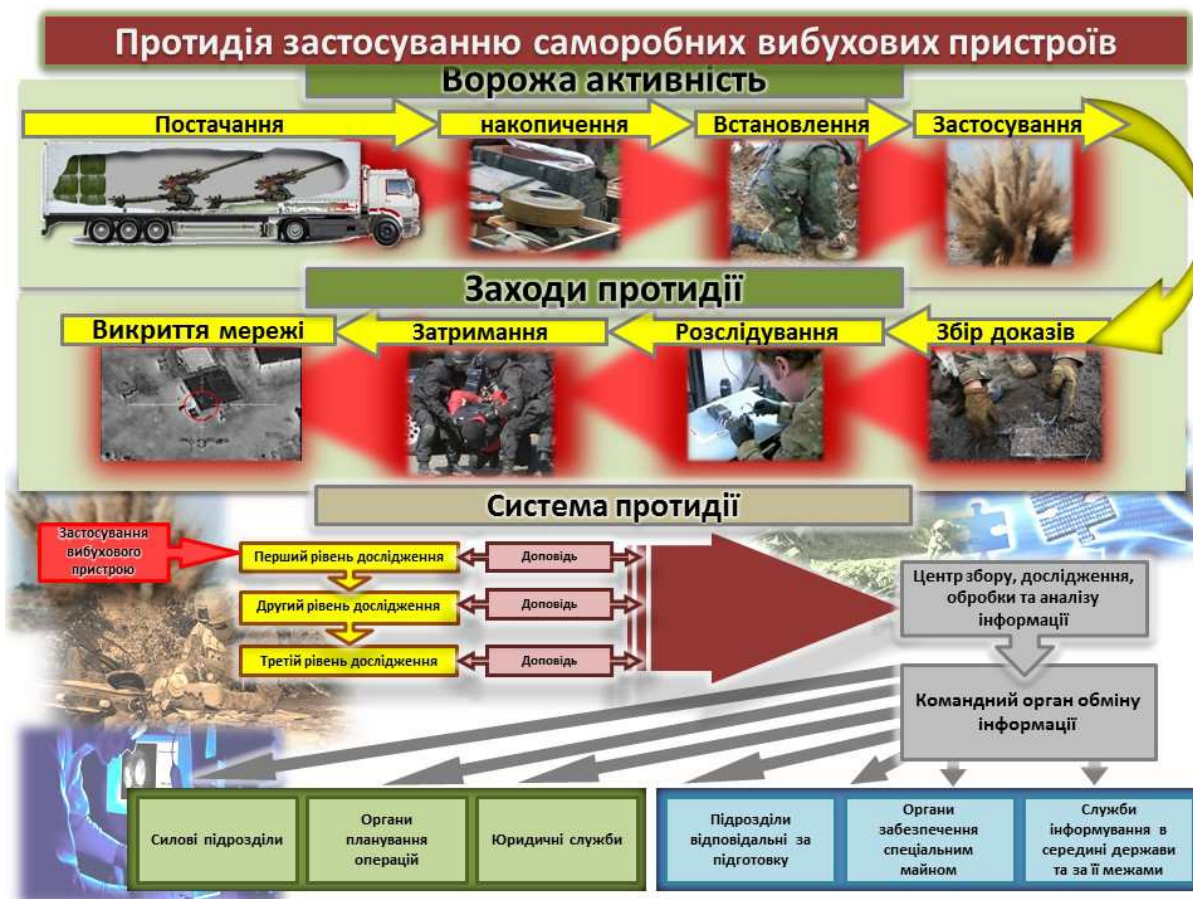 Протидія застосуванню саморобних вибухових пристроїв
Ворожа активність
Постачання
накопичення
Встановлення
Застосування
Заходи протидії
Викриття мережі
Затримання
Розслідування
Збір доказів
Система протидії
Застосування
вибухового
пристрою
Перший рівень дослідження
Доповідь
Другий рівень дослідження
Доповідь
Третій рівень дослідження
Доповідь
Центр збору, дослідження,
обробки та аналізу
інформації
Командний орган обміну
інформації
Силові підрозділи
Органи
планування
операцій
Юридичні служби
Підрозділи
відповідальні за
підготовку
Органи
забезпечення
спеціальним
майном
Служби
інформування в
середині держави
та за її межами